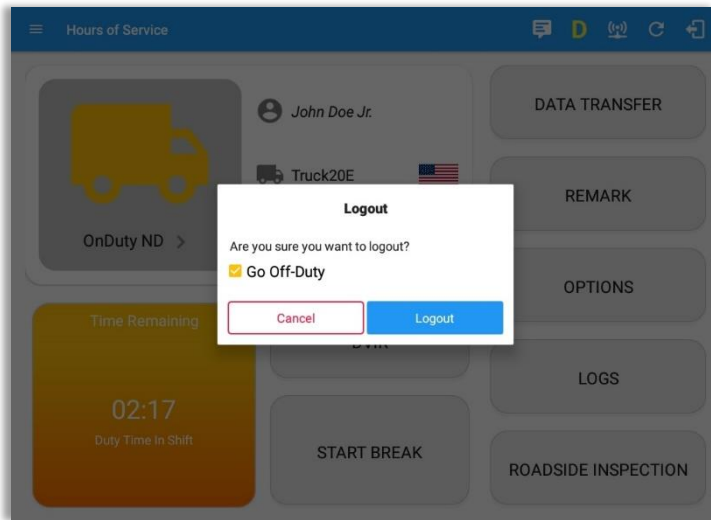 Hours of Service
D
John Doe Jr.
Truck20E
OnDuty ND >
DATA TRANSFER
REMARK
OPTIONS
LOGS
ROADSIDE INSPECTION
Logout
Are you sure you want to logout?
Go Off-Duty
Cancel
Logout
Time Remaining
02:17
Duty Time In Shift
START BREAK